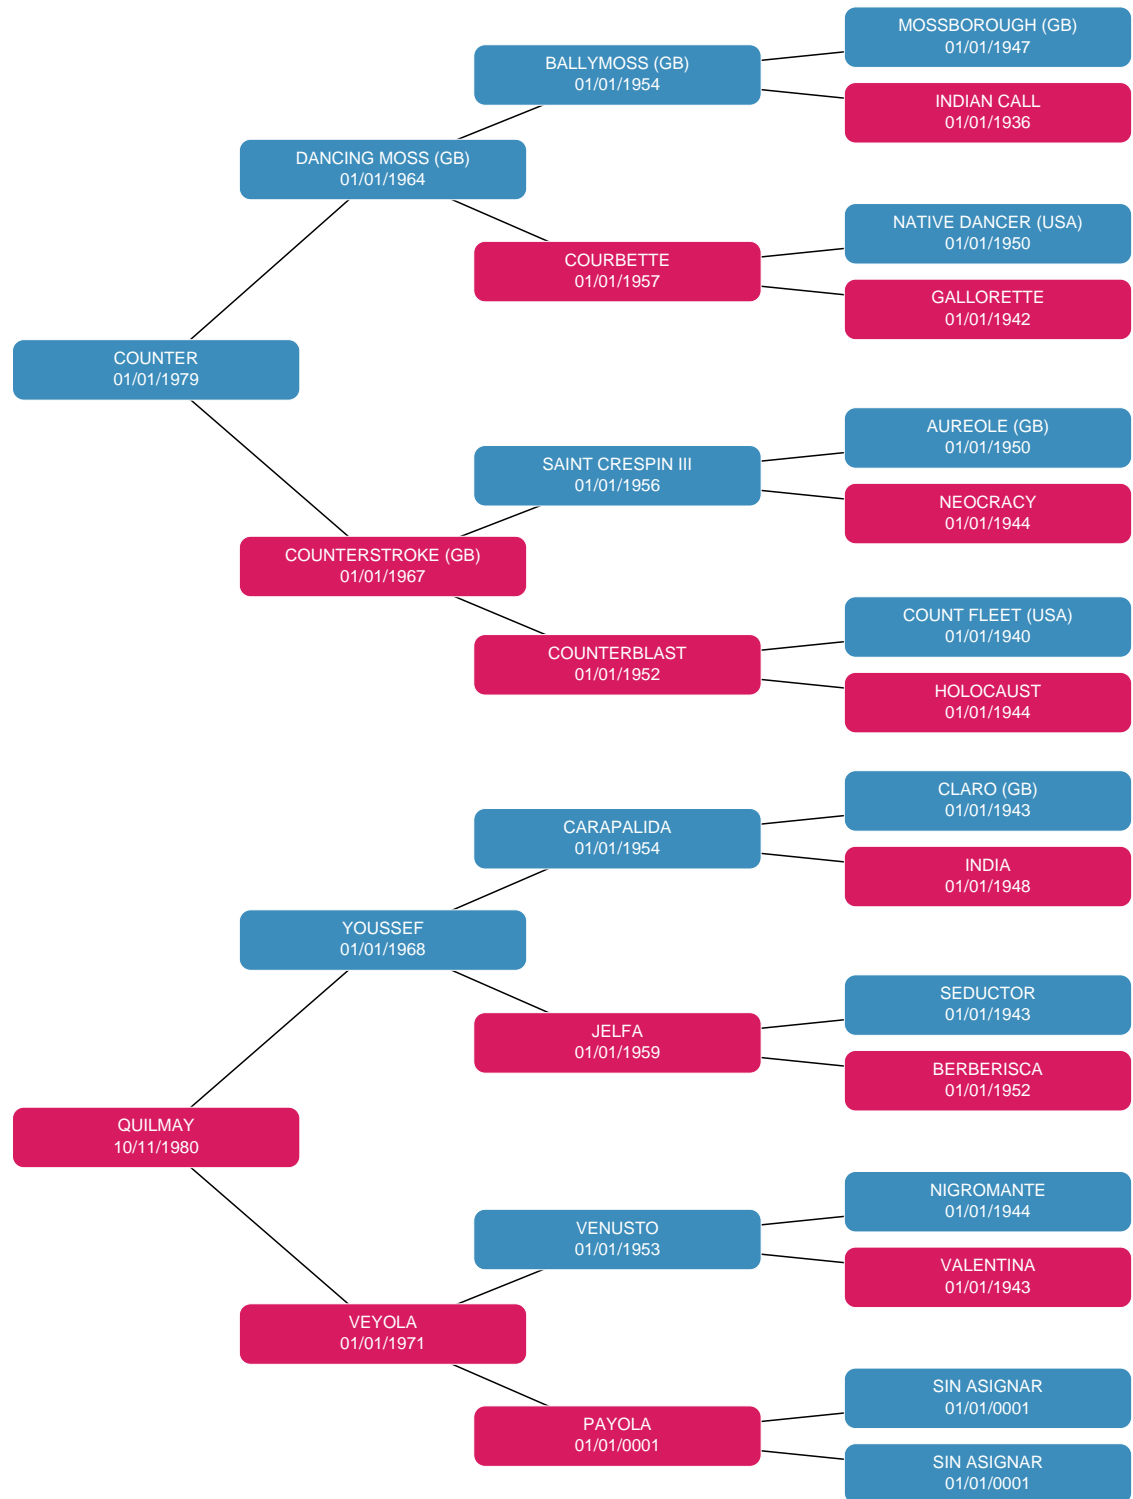 MOSSBOROUGH (GB)
01/01/1947
BALLYMOSS (GB)
01/01/1954
INDIAN CALL
01/01/1936
DANCING MOSS (GB)
01/01/1964
NATIVE DANCER (USA)
01/01/1950
COURBETTE
01/01/1957
GALLORETTE
01/01/1942
COUNTER
01/01/1979
AUREOLE (GB)
01/01/1950
SAINT CRESPIN III
01/01/1956
NEOCRACY
01/01/1944
COUNTERSTROKE (GB)
01/01/1967
COUNT FLEET (USA)
01/01/1940
COUNTERBLAST
01/01/1952
HOLOCAUST
01/01/1944
CLARO (GB)
01/01/1943
CARAPALIDA
01/01/1954
INDIA
01/01/1948
YOUSSEF
01/01/1968
SEDUCTOR
01/01/1943
JELFA
01/01/1959
BERBERISCA
01/01/1952
QUILMAY
10/11/1980
NIGROMANTE
01/01/1944
VENUSTO
01/01/1953
VALENTINA
01/01/1943
VEYOLA
01/01/1971
SIN ASIGNAR
01/01/0001
PAYOLA
01/01/0001
SIN ASIGNAR
01/01/0001